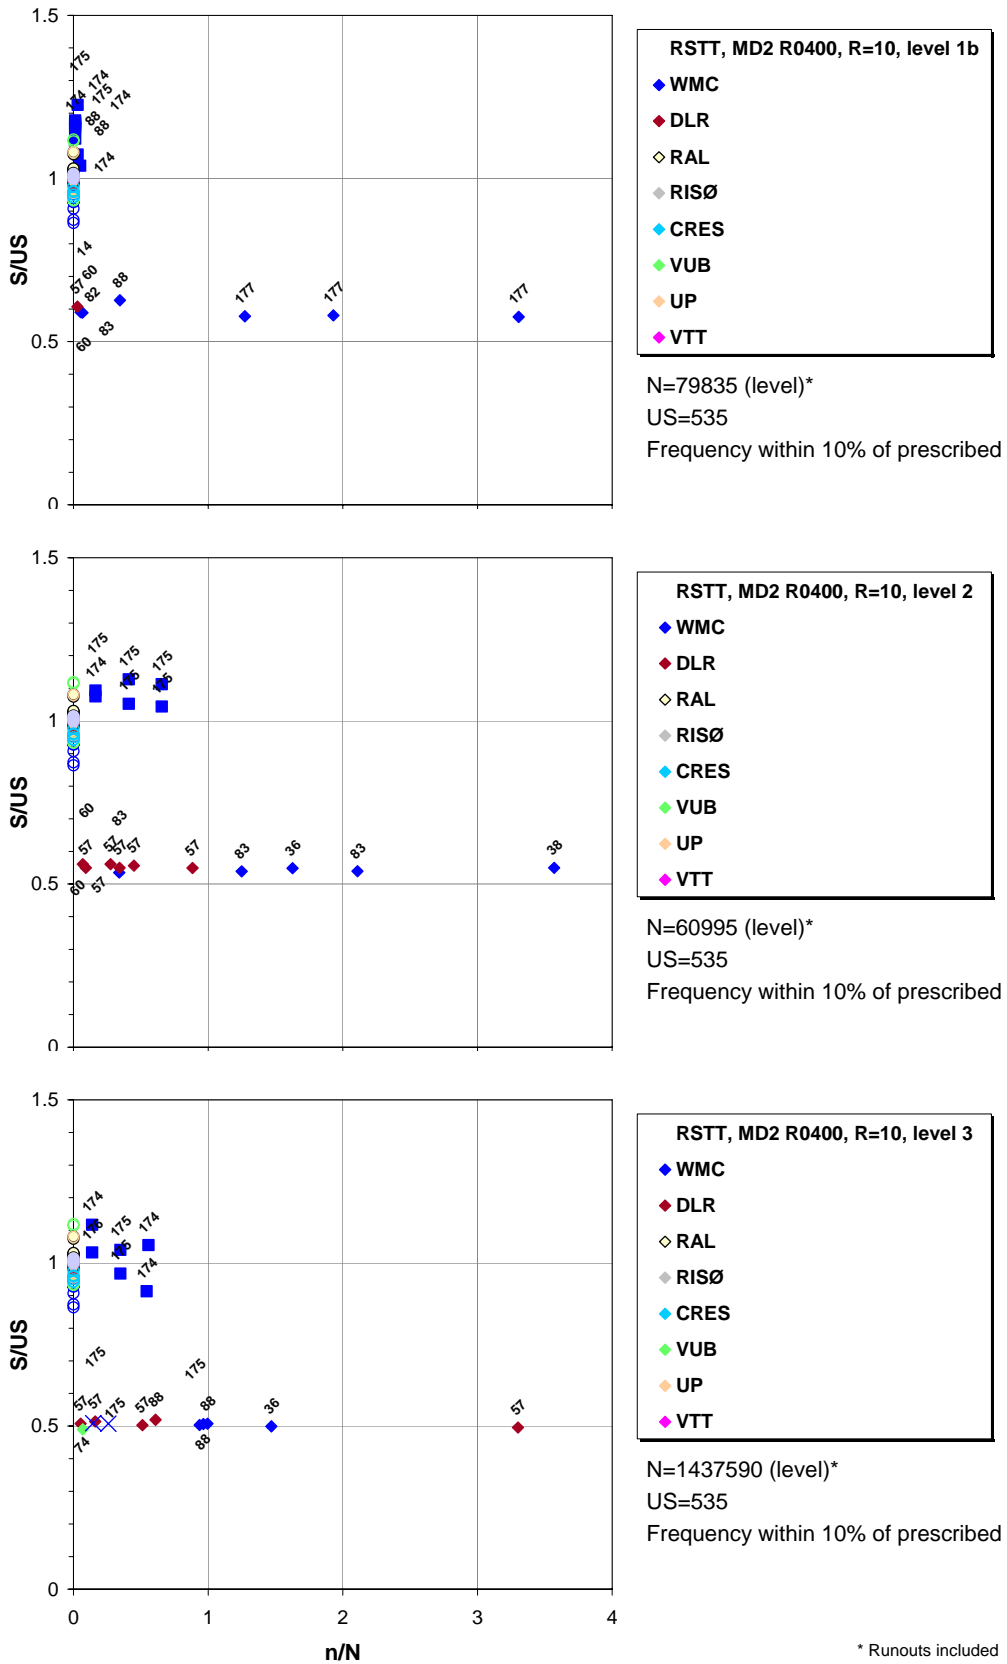 1.5
RSTT, MD2 R0400, R=10, level 1b
175
174
174 175 174
88 88
WMC
DLR
RAL
RISØ
CRES
VUB
UP
VTT
1
174
S/US
14
60
57 82 88 177 177 177
0.5
60 83
0
N=79835 (level)*
US=535
Frequency within 10% of prescribed
1.5
RSTT, MD2 R0400, R=10, level 2
175
174 175 175
175
WMC
DLR
RAL
RISØ
CRES
VUB
UP
VTT
1
S/US
60 83
57 57 57 57 57 83 36 83 38
0.5
60 57
0
N=60995 (level)*
US=535
Frequency within 10% of prescribed
1.5
RSTT, MD2 R0400, R=10, level 3
174
175 174
174
WMC
DLR
RAL
RISØ
CRES
VUB
UP
VTT
1
S/US
175 175
57 57 175 57 88 88 36 57
0.5
74 88
0
N=1437590 (level)*
US=535
Frequency within 10% of prescribed
0 1 2 3 4
n/N
* Runouts included